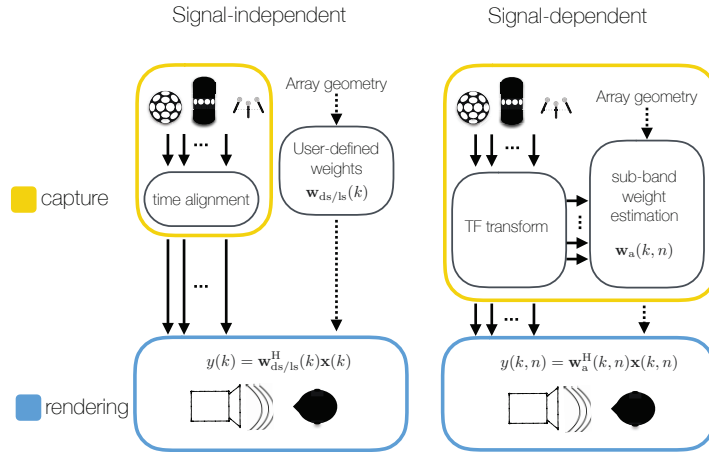 Signal-independent
Signal-dependent
Array geometry
...
User-defined
weights
w_ds/ls(k)
time alignment
...
capture
Array geometry
...
sub-band
weight
estimation
w_a(k, n)
TF transform
...
...
y(k) = w^H_ds/ls(k)x(k)
y(k, n) = w^H_a(k, n)x(k, n)
rendering